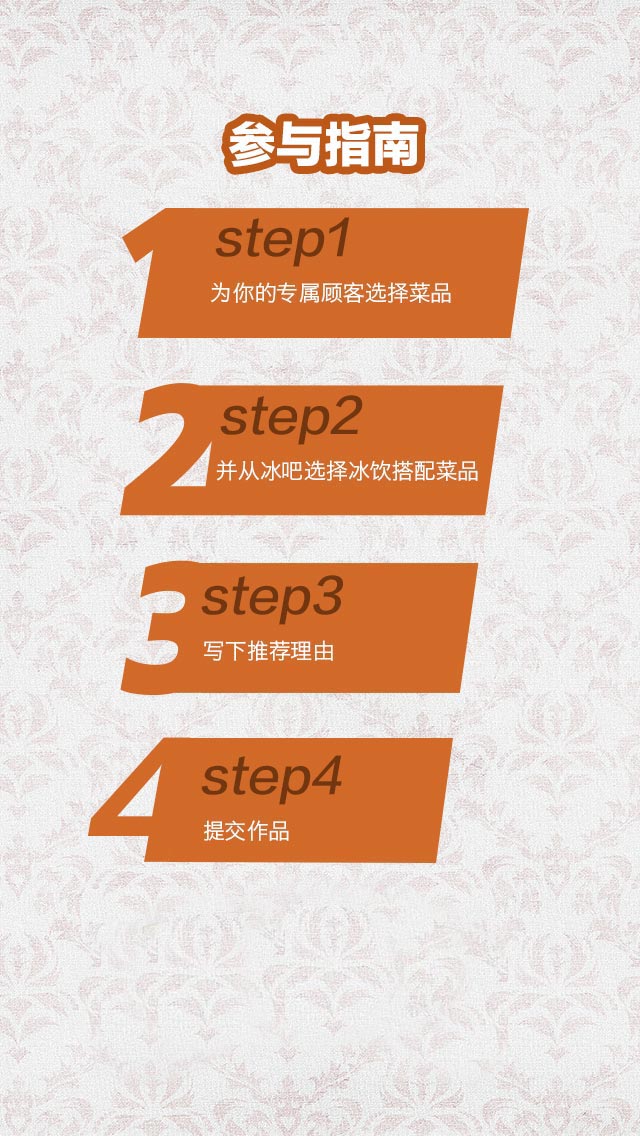 参与指南
1
step1
为你的专属顾客选择菜品
2
step2
并从冰吧选择冰饮搭配菜品
3
step3
写下推荐理由
4
step4
提交作品